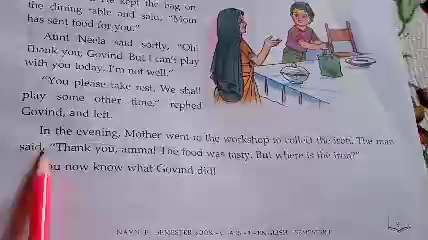 kept the bag on
the dining table and said, "Mom
has sent food for you."
Aunt Neela said softly, "Oh!
Thank you, Govind. But I can't play
with you today. I'm not well."
"You please take rest. We shall
play some other time," replied
Govind, and left.
In the evening, Mother went to the workshop to collect the iron. The man
said, "Thank you, amma! The food was tasty. But where is the iron?"
You now know what Govind did!
SEMESTER ENGLISH SEMESTER